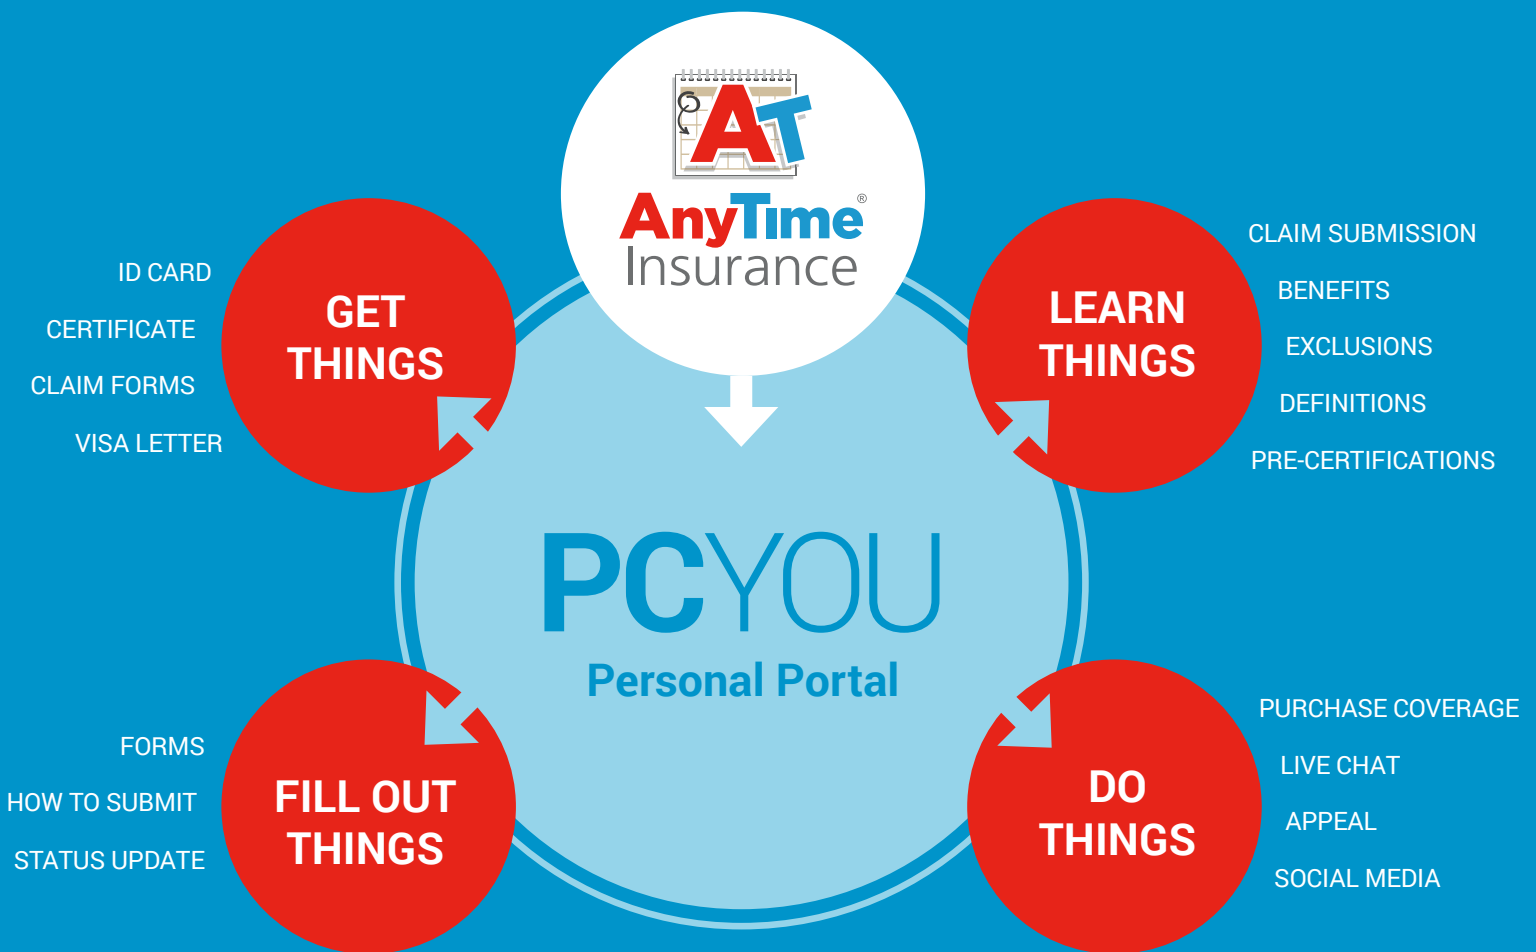 AT
AnyTime®
Insurance
GET
THINGS
ID CARD
CERTIFICATE
CLAIM FORMS
VISA LETTER
LEARN
THINGS
CLAIM SUBMISSION
BENEFITS
EXCLUSIONS
DEFINITIONS
PRE-CERTIFICATIONS
PCYOU
Personal Portal
FILL OUT
THINGS
FORMS
HOW TO SUBMIT
STATUS UPDATE
DO
THINGS
PURCHASE COVERAGE
LIVE CHAT
APPEAL
SOCIAL MEDIA